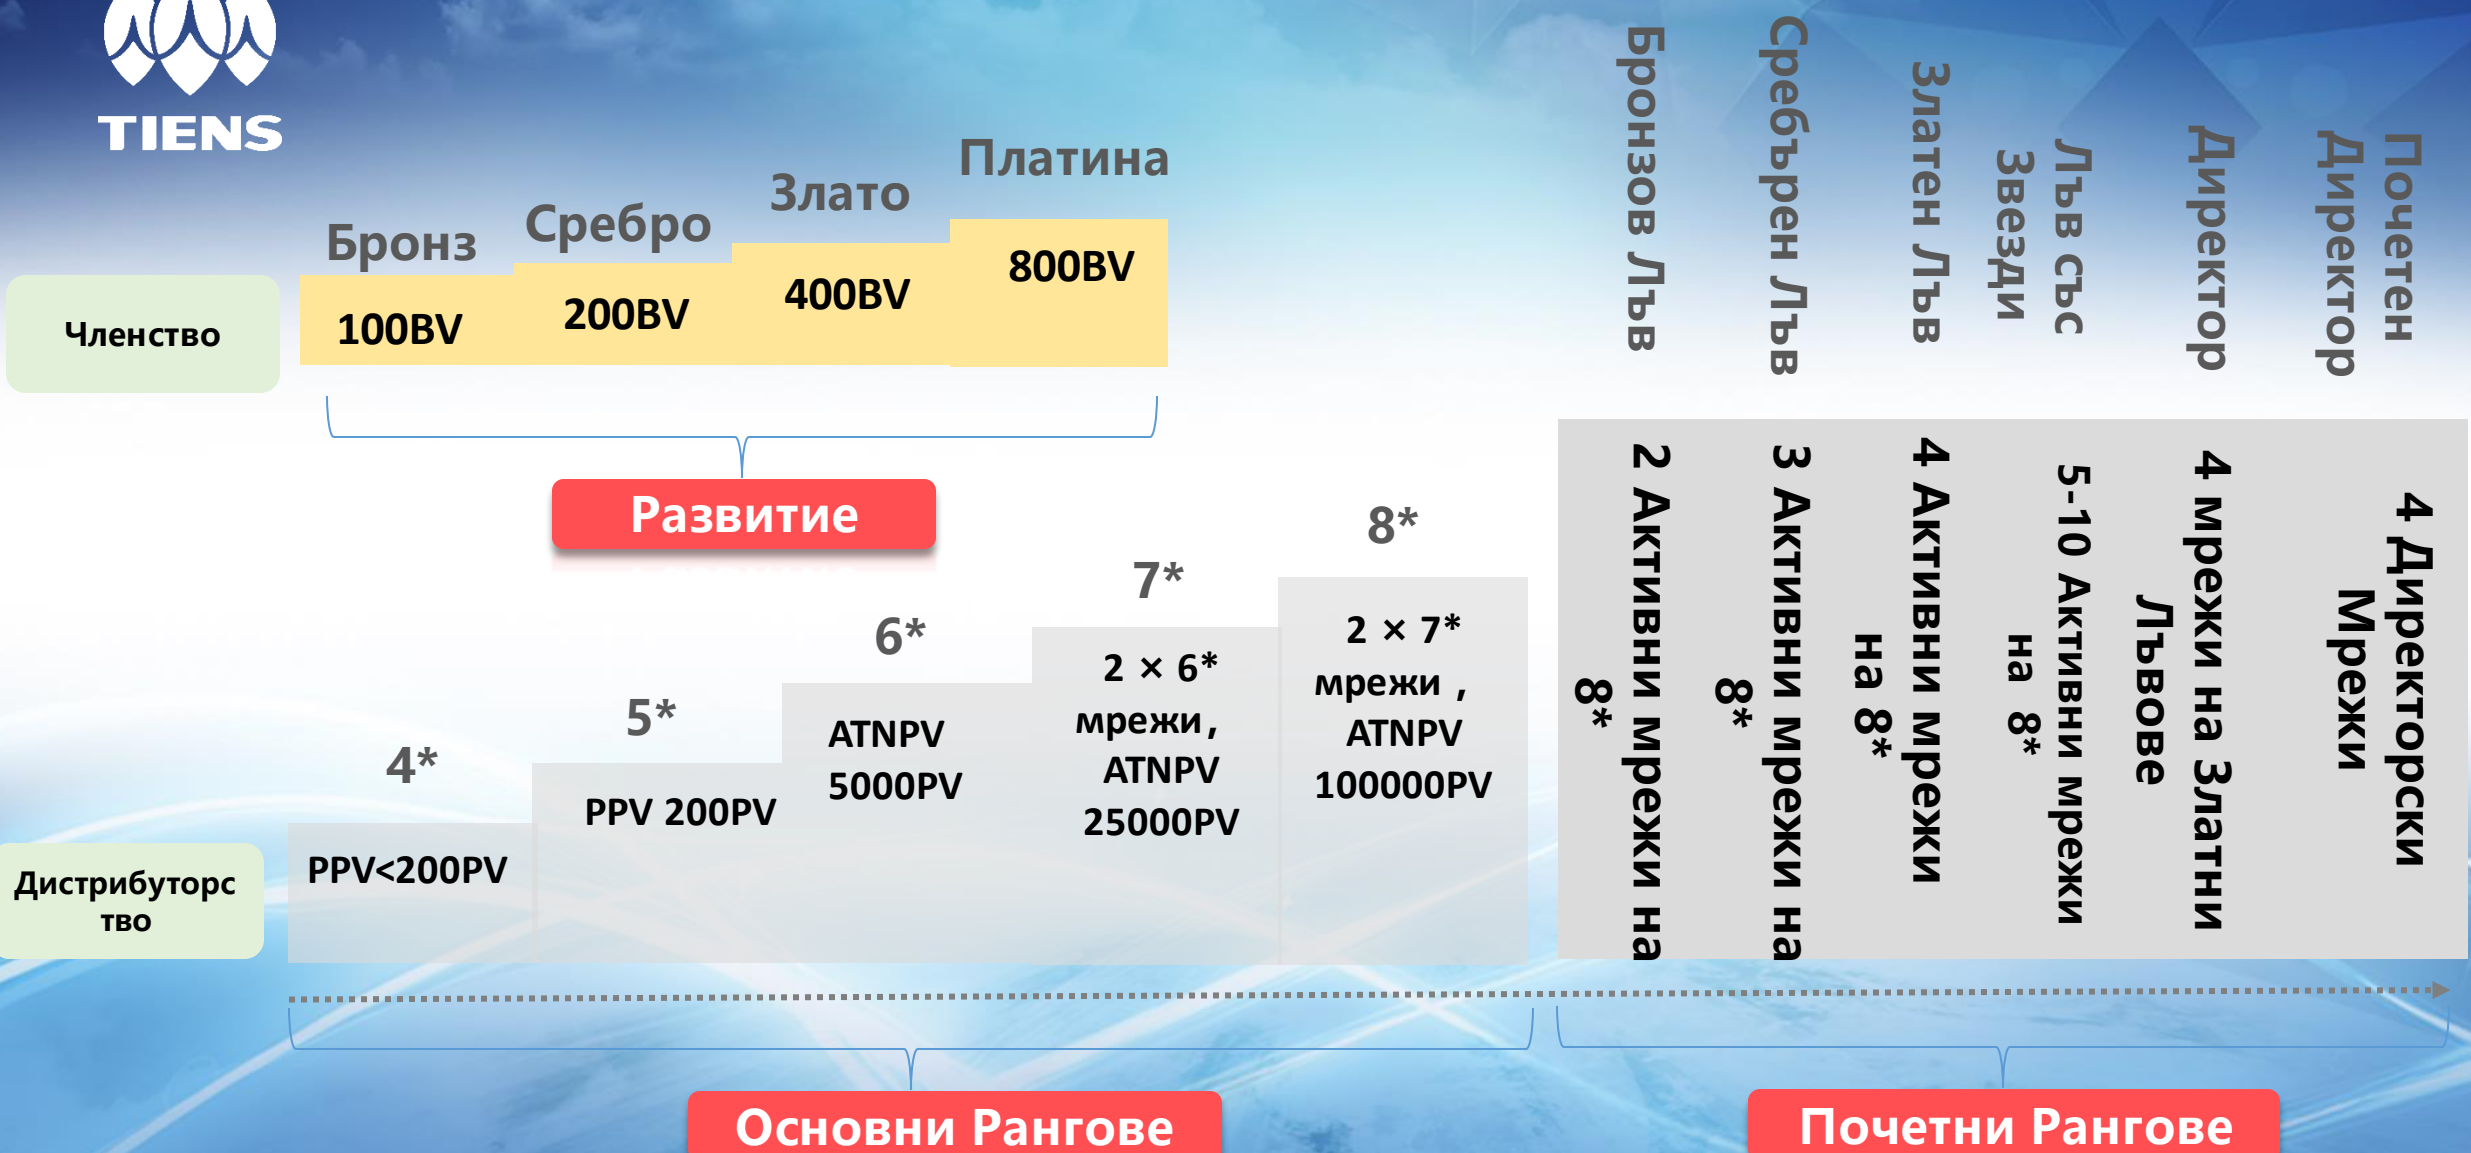 TIENS
Бронз
Сребро
Злато
Платина
Членство
100BV
200BV
400BV
800BV
Развитие
Бронзов Лъв
Сребърен Лъв
Златен Лъв
Лъв със
Звезди
Директор
Почетен
Директор
4*
5*
6*
7*
8*
Дистрибуторс
тво
PPV<200PV
PPV 200PV
ATNPV
5000PV
2 × 6*
мрежи,
ATNPV
25000PV
2 × 7*
мрежи ,
ATNPV
100000PV
2 Активни мрежи на
8*
3 Активни мрежи на
8*
4 Активни мрежи
на 8*
5-10 Активни мрежи
на 8*
4 мрежи на Златни
Лъвове
4 Директорски
Мрежи
Основни Рангове
Почетни Рангове